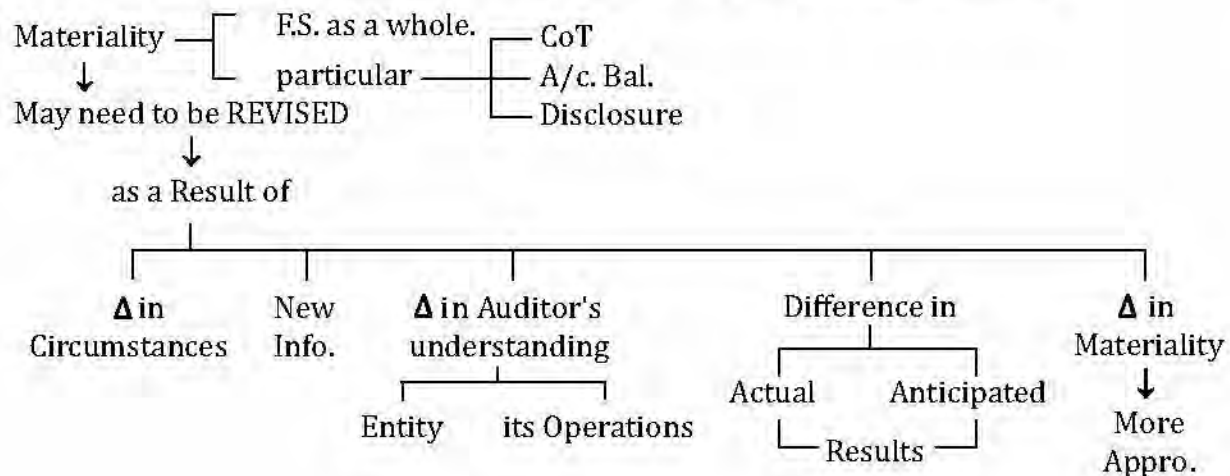 F.S. as a whole.
Materiality
CoT
particular
A/c. Bal.
May need to be REVISED
Disclosure
as a Result of
Δ in
Circumstances
New
Info.
Δ in Auditor's
understanding
Entity
its Operations
Difference in
Actual
Anticipated
Results
Δ in
Materiality
More
Appro.